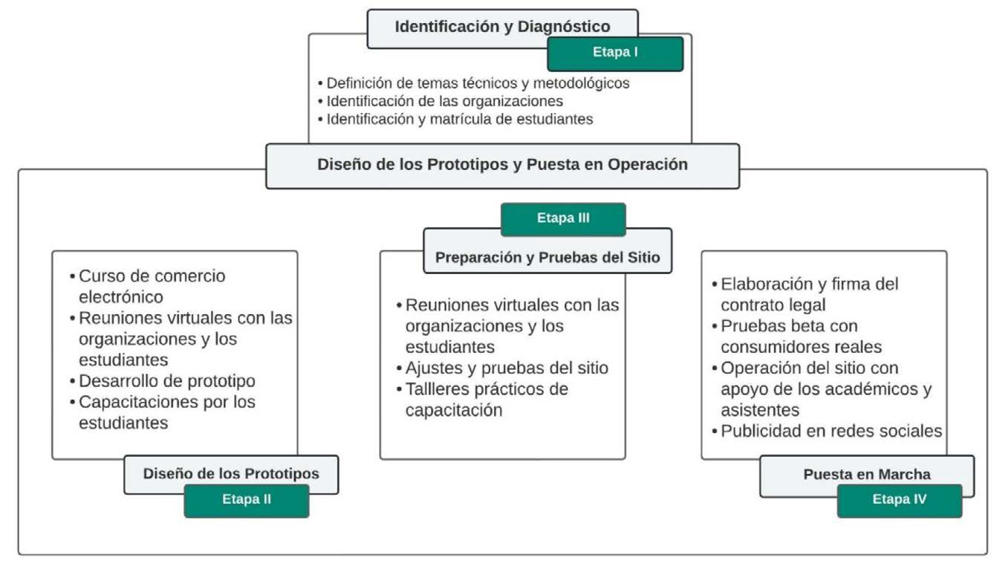 Identificación y Diagnóstico
Etapa I
• Definición de temas técnicos y metodológicos
• Identificación de las organizaciones
• Identificación y matrícula de estudiantes
Diseño de los Prototipos y Puesta en Operación
• Curso de comercio
electrónico
• Reuniones virtuales con las
organizaciones y los
estudiantes
• Desarrollo de prototipo
• Capacitaciones por los
estudiantes
Diseño de los Prototipos
Etapa II
Etapa III
Preparación y Pruebas del Sitio
• Reuniones virtuales con las
organizaciones y los
estudiantes
• Ajustes y pruebas del sitio
• Tallleres prácticos de
capacitación
• Elaboración y firma del
contrato legal
• Pruebas beta con
consumidores reales
• Operación del sitio con
apoyo de los académicos y
asistentes
• Publicidad en redes sociales
Puesta en Marcha
Etapa IV